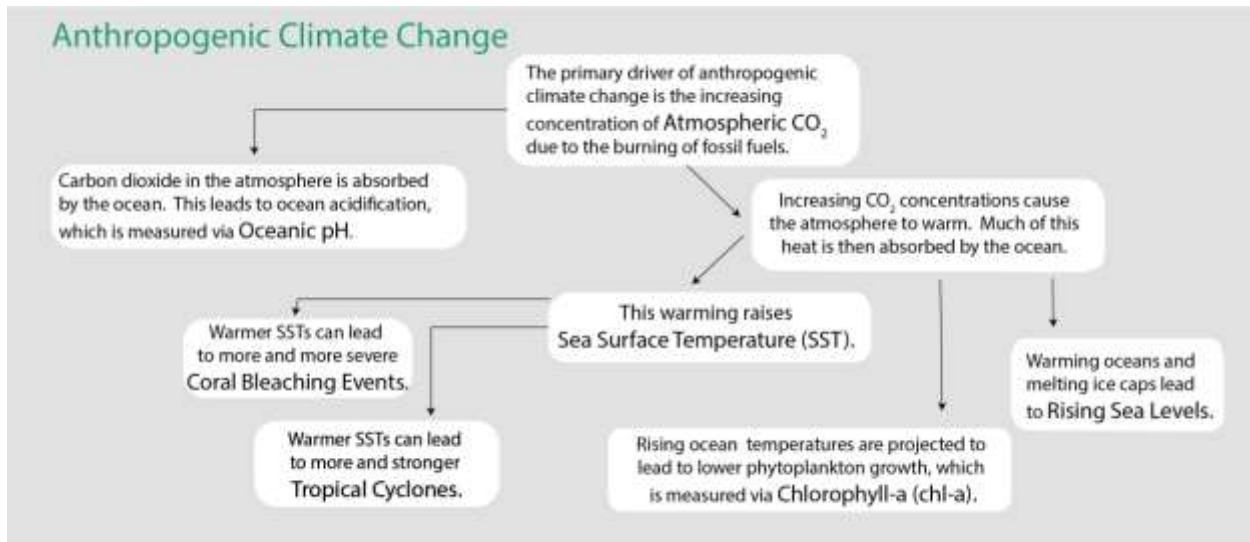 Anthropogenic Climate Change
The primary driver of anthropogenic
climate change is the increasing
concentration of Atmospheric CO₂
due to the burning of fossil fuels.
Carbon dioxide in the atmosphere is absorbed
by the ocean. This leads to ocean acidification,
which is measured via Oceanic pH.
Increasing CO₂ concentrations cause
the atmosphere to warm. Much of this
heat is then absorbed by the ocean.
This warming raises
Sea Surface Temperature (SST).
Warmer SSTs can lead
to more and more severe
Coral Bleaching Events.
Warming oceans and
melting ice caps lead
to Rising Sea Levels.
Warmer SSTs can lead
to more and stronger
Tropical Cyclones.
Rising ocean temperatures are projected to
lead to lower phytoplankton growth, which
is measured via Chlorophyll-a (chl-a).